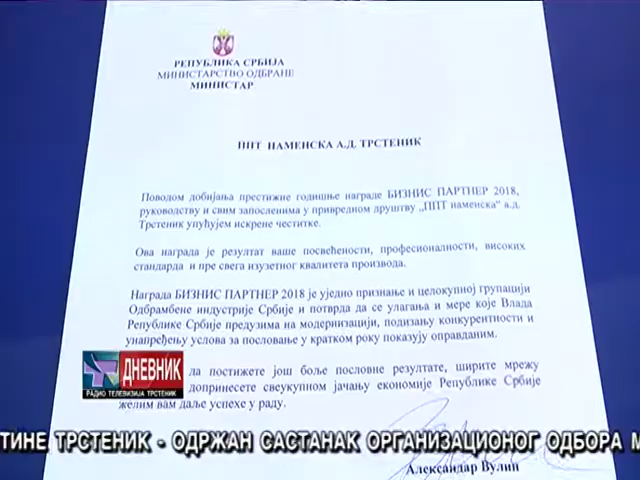 РЕПУБЛИКА СРБИЈА
МИНИСТАРСТВО ОДБРАНЕ
МИНИСТАР
ППТ НАМЕНСКА А.Д. ТРСТЕНИК
Поводом добијања престижне годишње награде БИЗНИС ПАРТНЕР 2018,
руководству и свим запосленима у привредном друштву „ППТ наменска“ а.д.
Трстеник упућујем искрене честитке.
Ова награда је резултат ваше посвећености, професионалности, високих
стандарда и пре свега изузетног квалитета производа.
Награда БИЗНИС ПАРТНЕР 2018 је уједно признање и целокупној групацији
Одбрамбене индустрије Србије и потврда да се улагања и мере које Влада
Републике Србије предузима на модернизацији, подизању конкурентности и
унапређењу услова за пословање у кратком року показују оправданим.
ла постижете још боље пословне резултате, ширите мрежу
допринесете свеукупном јачању економије Републике Србије
желим вам даље успехе у раду.
ДНЕВНИК
РАДИО ТЕЛЕВИЗИЈА ТРСТЕНИК
ТИНЕ ТРСТЕНИК - ОДРЖАН САСТАНАК ОРГАНИЗАЦИОНОГ ОДБОРА М
Александар Вулин